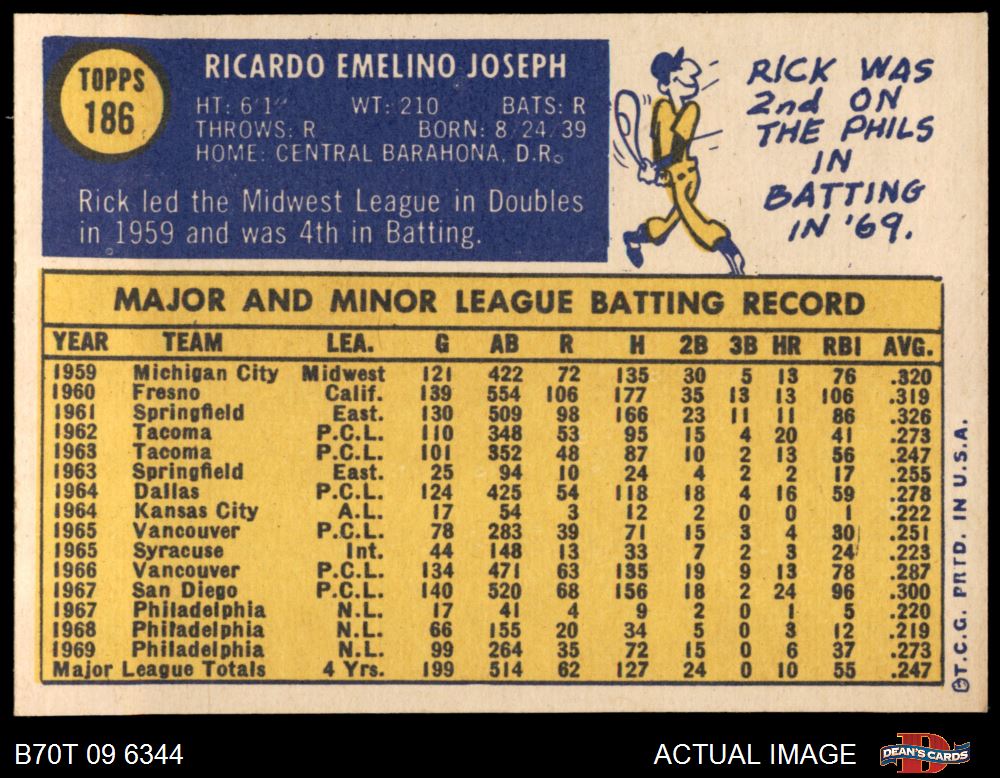 TOPPS
186
RICARDO EMELINO JOSEPH
HT: 6'1" WT: 210 BATS: R
THROWS: R BORN: 8 24 39
HOME: CENTRAL BARAHONA, D.R.
Rick led the Midwest League in Doubles
in 1959 and was 4th in Batting.
RICK WAS
2nd ON
THE PHILS
IN
BATTING
IN '69.
MAJOR AND MINOR LEAGUE BATTING RECORD
YEAR TEAM LEA. G AB R H 2B 3B HR RBI AVG.
1959 Michigan City Midwest 121 422 72 135 30 5 13 76 .320
1960 Fresno Calif. 139 554 106 177 35 13 13 106 .319
1961 Springfield East. 130 509 98 166 23 11 11 86 .326
1962 Tacoma P.C.L. 110 348 53 95 15 4 20 41 .273
1963 Tacoma P.C.L. 101 352 48 87 10 2 13 56 .247
1963 Springfield East. 25 94 10 24 4 2 2 17 .255
1964 Dallas P.C.L. 124 425 54 118 18 4 16 59 .278
1964 Kansas City A.L. 17 54 3 12 2 0 0 1 .222
1965 Vancouver P.C.L. 78 283 39 71 15 3 4 30 .251
1965 Syracuse Int. 44 148 13 33 7 2 3 24 .223
1966 Vancouver P.C.L. 134 471 63 135 19 9 13 78 .287
1967 San Diego P.C.L. 140 520 68 156 18 2 24 96 .300
1967 Philadelphia N.L. 17 41 4 9 2 0 1 5 .220
1968 Philadelphia N.L. 66 155 20 34 5 0 3 12 .219
1969 Philadelphia N.L. 99 264 35 72 15 0 6 37 .273
Major League Totals 4 Yrs. 199 514 62 127 24 0 10 55 .247
©T.C.G. PRTD. IN U.S.A.
B70T 09 6344 ACTUAL IMAGE
DEAN'S CARDS